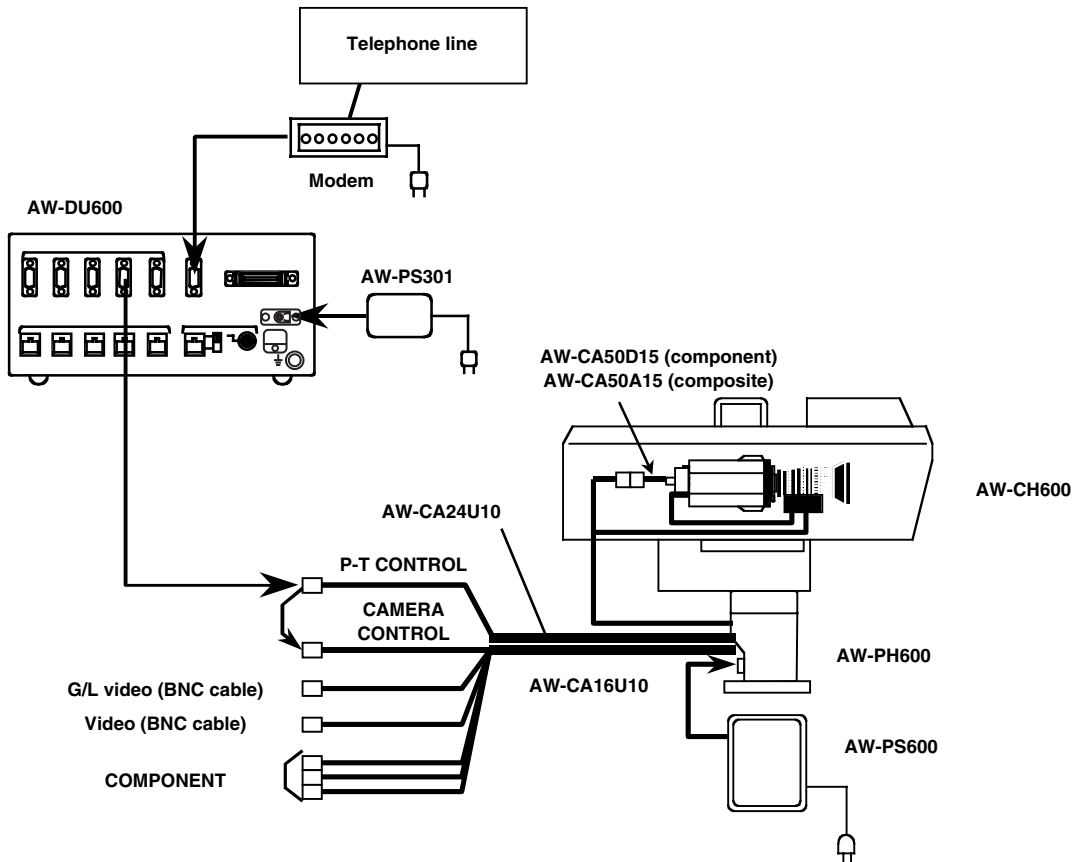 Telephone line
Modem
AW-DU600
AW-PS301
AW-CA50D15 (component)
AW-CA50A15 (composite)
AW-CH600
AW-CA24U10
P-T CONTROL
CAMERA
CONTROL
AW-PH600
G/L video (BNC cable)
AW-CA16U10
Video (BNC cable)
AW-PS600
COMPONENT